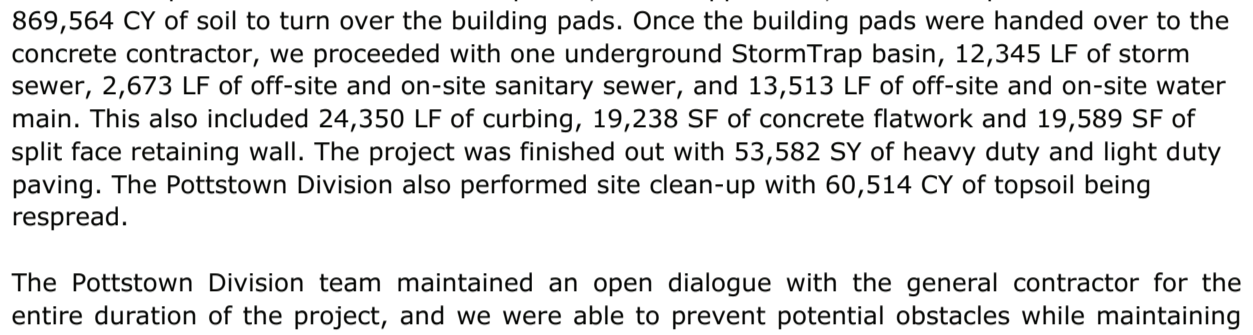 869,564 CY of soil to turn over the building pads. Once the building pads were handed over to the
concrete contractor, we proceeded with one underground StormTrap basin, 12,345 LF of storm
sewer, 2,673 LF of off-site and on-site sanitary sewer, and 13,513 LF of off-site and on-site water
main. This also included 24,350 LF of curbing, 19,238 SF of concrete flatwork and 19,589 SF of
split face retaining wall. The project was finished out with 53,582 SY of heavy duty and light duty
paving. The Pottstown Division also performed site clean-up with 60,514 CY of topsoil being
respread.
The Pottstown Division team maintained an open dialogue with the general contractor for the
entire duration of the project, and we were able to prevent potential obstacles while maintaining